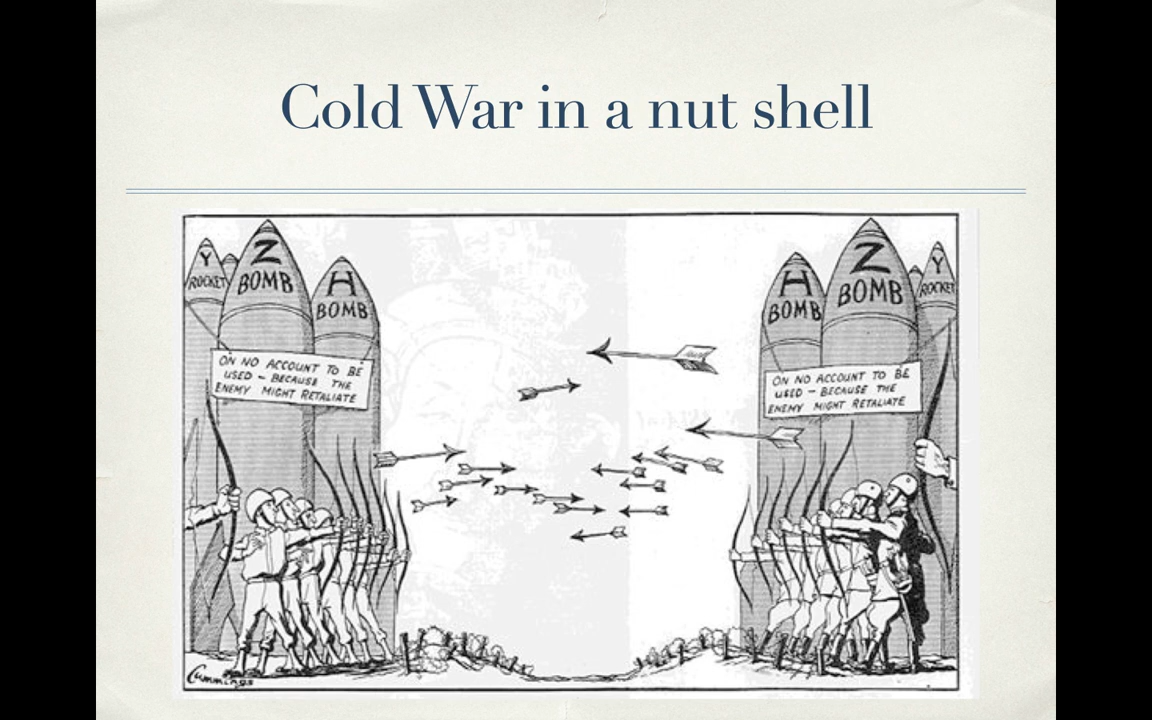 Cold War in a nut shell
Y
ROCKET
Z
BOMB
H
BOMB
ON NO ACCOUNT TO BE
USED - BECAUSE THE
ENEMY MIGHT RETALIATE
H
BOMB
Z
BOMB
Y
ROCKET
ON NO ACCOUNT TO BE
USED - BECAUSE THE
ENEMY MIGHT RETALIATE
Cummings